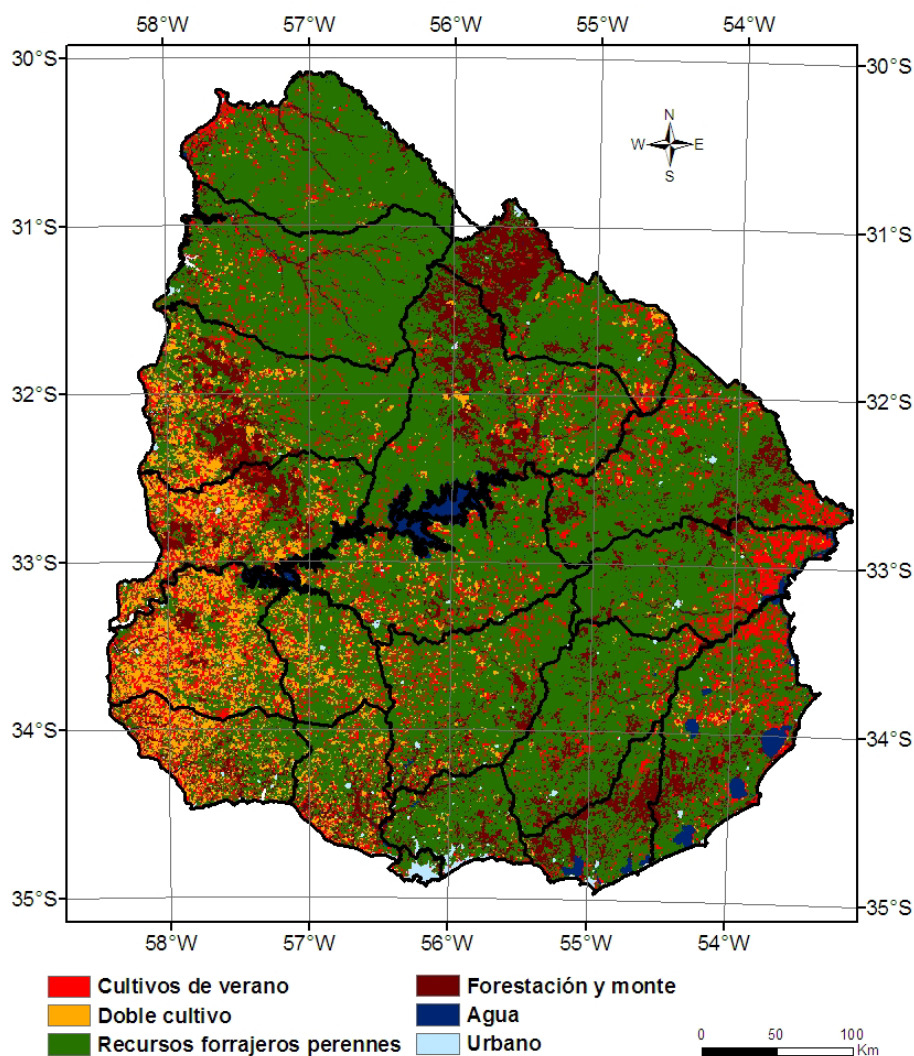 58°W 57°W 56°W 55°W 54°W
30°S 30°S
N
W E
S
31°S 31°S
32°S 32°S
33°S 33°S
34°S 34°S
35°S 35°S
58°W 57°W 56°W 55°W 54°W
Cultivos de verano Forestación y monte
Doble cultivo Agua
Recursos forrajeros perennes Urbano
0 50 100
Km